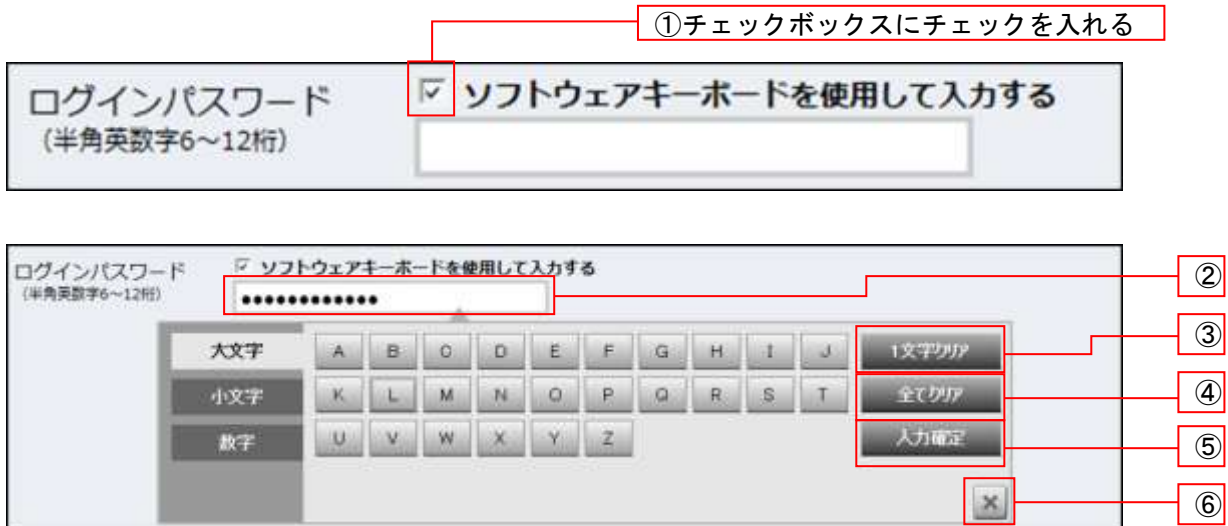 ①チェックボックスにチェックを入れる
ログインパスワード
(半角英数字6～12桁)
ソフトウェアキーボードを使用して入力する
ログインパスワード
(半角英数字6～12桁)
ソフトウェアキーボードを使用して入力する
●●●●●●●●●●●●
②
大文字 A B C D E F G H I J 1文字クリア
③
小文字 K L M N O P Q R S T 全てクリア
④
数字 U V W X Y Z 入力確定
⑤
×
⑥